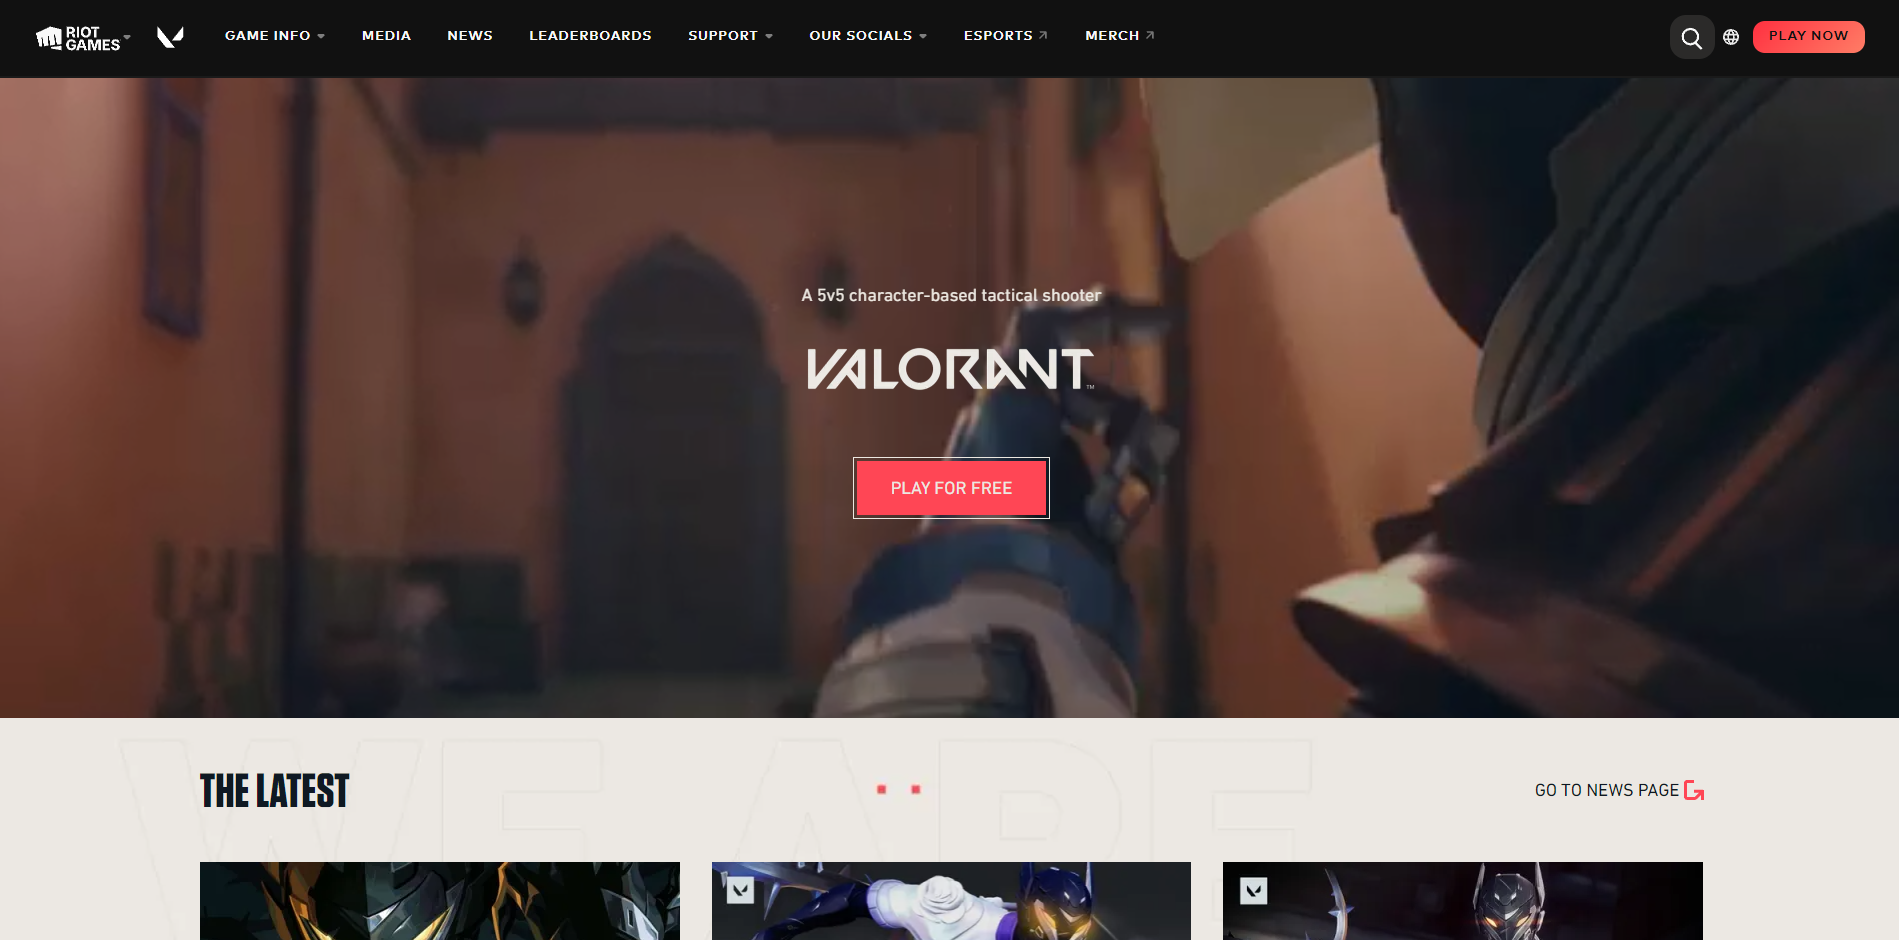 RIOT GAMES
GAME INFO
MEDIA
NEWS
LEADERBOARDS
SUPPORT
OUR SOCIALS
ESPORTS
MERCH
PLAY NOW
A 5v5 character-based tactical shooter
VALORANT™
PLAY FOR FREE
WE ARE
THE LATEST
GO TO NEWS PAGE